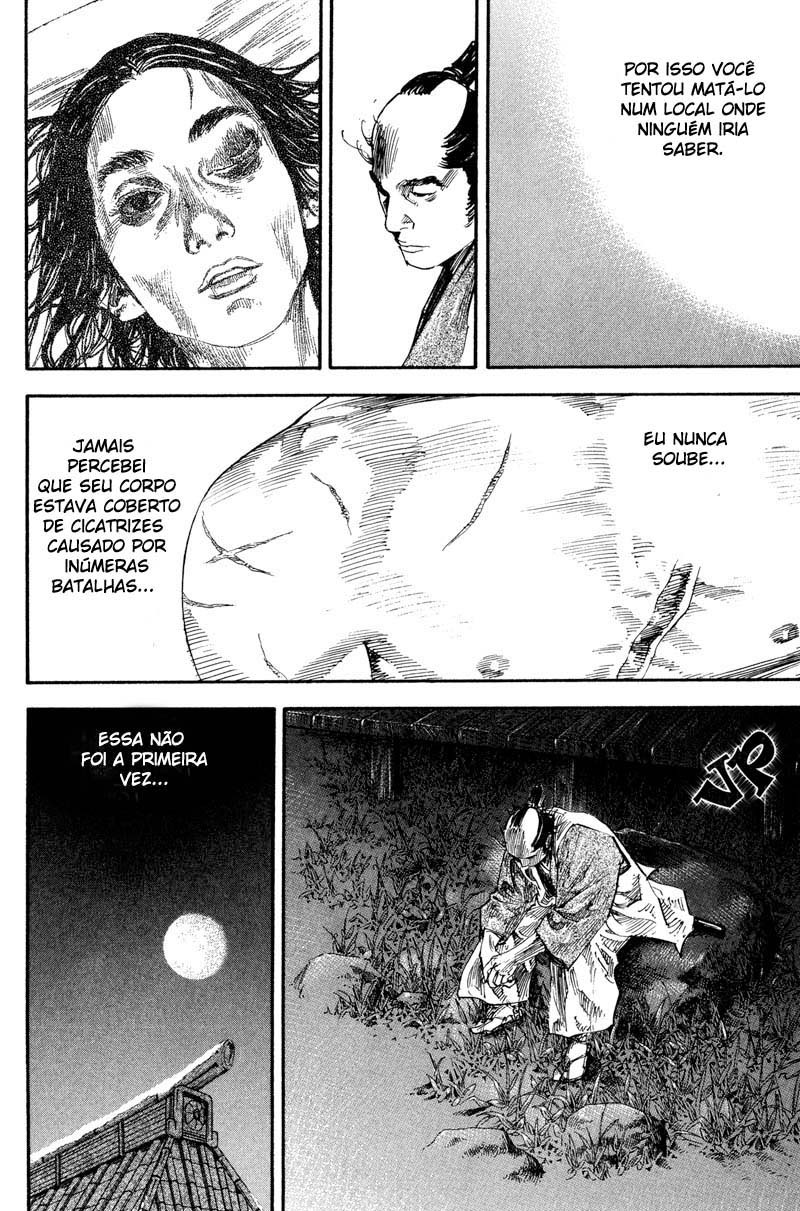 POR ISSO VOCÊ
TENTOU MATÁ-LO
NUM LOCAL ONDE
NINGUÉM IRIA
SABER.
JAMAIS
PERCEBEI
QUE SEU CORPO
ESTAVA COBERTO
DE CICATRIZES
CAUSADO POR
INÚMERAS
BATALHAS...
EU NUNCA
SOUBE...
ESSA NÃO
FOI A PRIMEIRA
VEZ...
VP